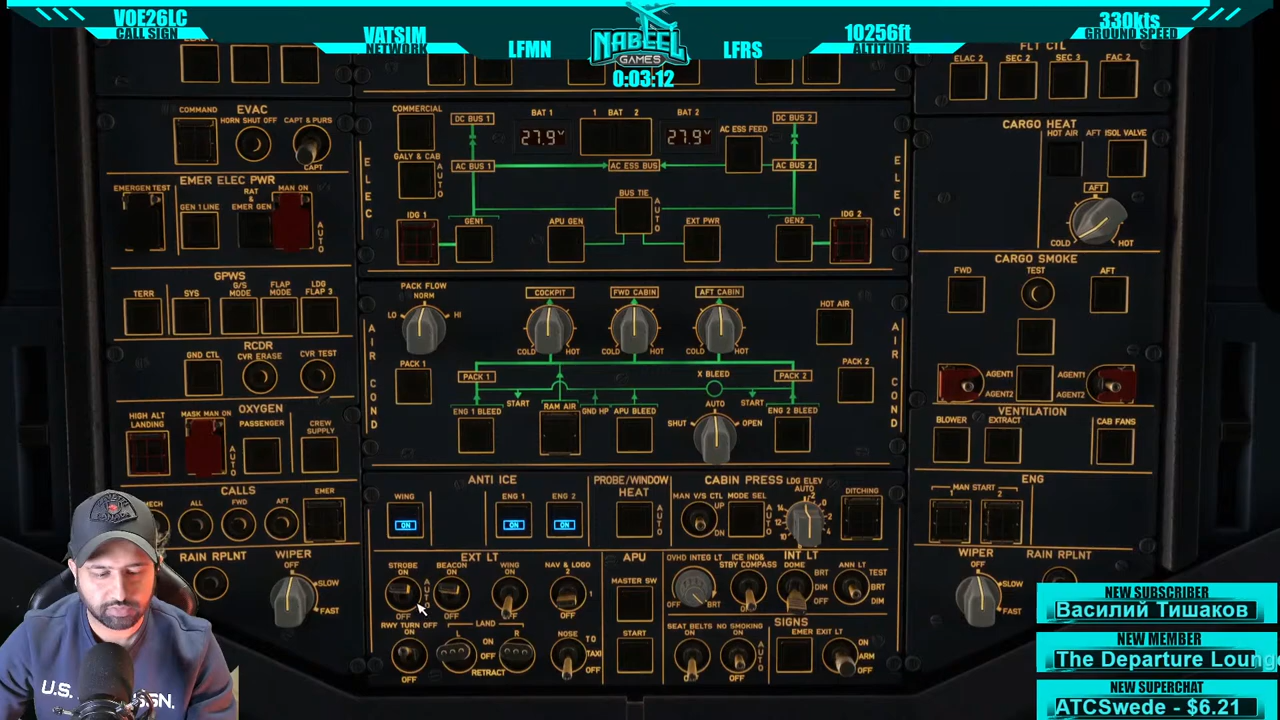 VOE26LC
CALL SIGN
VATSIM
NETWORK
LFMN
NABEEL
GAMES
0:03:12
LFRS
10256ft
ALTITUDE
330kts
GROUND SPEED
FLT CTL
ELAC 2 SEC 2 SEC 3 FAC 2
COMMAND
EVAC
HORN SHUT OFF
CAPT & PURS
CAPT
EMER ELEC PWR
EMERGEN TEST
GEN 1 LINE
RAT & EMER GEN
MAN ON
AUTO
GPWS
TERR SYS G/S MODE FLAP MODE LDG FLAP 3
RCDR
GND CTL CVR ERASE CVR TEST
OXYGEN
HIGH ALT LANDING
MASK MAN ON
AUTO
PASSENGER
CREW SUPPLY
CALLS
MECH ALL FWD AFT EMER
RAIN RPLNT
WIPER
OFF
SLOW
FAST
COMMERCIAL
GALY & CAB
AUTO
ELEC
DC BUS 1
BAT 1
27.9V
1 BAT 2
BAT 2
27.9V
AC ESS FEED
DC BUS 2
AC BUS 1
AC ESS BUS
AC BUS 2
BUS TIE
AUTO
IDG 1
GEN1
APU GEN
EXT PWR
GEN2
IDG 2
ELEC
AIR COND
PACK FLOW
NORM
LO HI
COCKPIT
COLD HOT
FWD CABIN
COLD HOT
AFT CABIN
COLD HOT
HOT AIR
PACK 1
PACK 1
START
X BLEED
PACK 2
START
PACK 2
ENG 1 BLEED
RAM AIR
GND HP
APU BLEED
AUTO
SHUT OPEN
ENG 2 BLEED
AIR COND
ANTI ICE
WING
ON
ENG 1
ON
ENG 2
ON
PROBE/WINDOW
HEAT
AUTO
CABIN PRESS
MAN V/S CTL
UP
DN
MODE SEL
LDG ELEV
AUTO
DITCHING
EXT LT
STROBE
ON
AUTO
OFF
BEACON
ON
OFF
WING
ON
OFF
NAV & LOGO
2
1
OFF
RWY TURN OFF
ON
OFF
LAND
L
ON
OFF
RETRACT
R
NOSE
TO
TAXI
OFF
APU
MASTER SW
START
OVHD INTEG LT
OFF BRT
ICE IND & STBY COMPASS
ON
OFF
INT LT
DOME
BRT
DIM
OFF
ANN LT
TEST
BRT
DIM
SIGNS
SEAT BELTS
ON
OFF
NO SMOKING
ON
AUTO
OFF
EMER EXIT LT
ON
ARM
OFF
CARGO HEAT
HOT AIR
AFT ISOL VALVE
AFT
COLD HOT
CARGO SMOKE
FWD
TEST
AFT
AGENT1
AGENT2
AGENT1
AGENT2
VENTILATION
BLOWER EXTRACT CAB FANS
ENG
MAN START
1 2
WIPER
OFF
SLOW
FAST
RAIN RPLNT
U.S.
NEW SUBSCRIBER
Василий Тишаков
NEW MEMBER
The Departure Loung
NEW SUPERCHAT
ATCSwede - $6.21